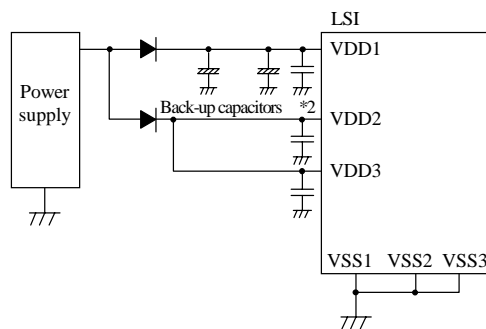 LSI
VDD1
Power
supply
Back-up capacitors *2
VDD2
VDD3
VSS1 VSS2 VSS3